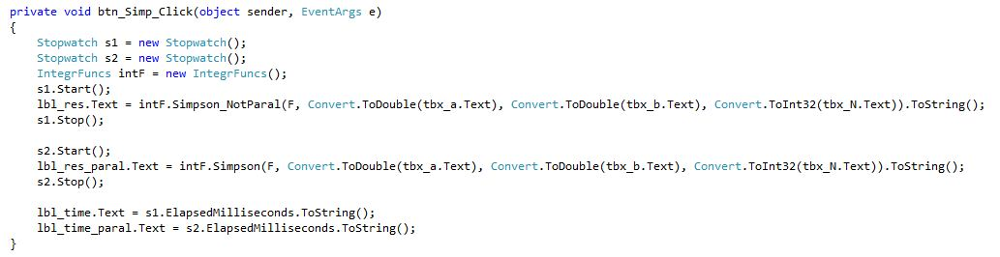 private void btn_Simp_Click(object sender, EventArgs e)
{
    Stopwatch s1 = new Stopwatch();
    Stopwatch s2 = new Stopwatch();
    IntegrFuncs intF = new IntegrFuncs();
    s1.Start();
    lbl_res.Text = intF.Simpson_NotParal(F, Convert.ToDouble(tbx_a.Text), Convert.ToDouble(tbx_b.Text), Convert.ToInt32(tbx_N.Text)).ToString();
    s1.Stop();

    s2.Start();
    lbl_res_paral.Text = intF.Simpson(F, Convert.ToDouble(tbx_a.Text), Convert.ToDouble(tbx_b.Text), Convert.ToInt32(tbx_N.Text)).ToString();
    s2.Stop();

    lbl_time.Text = s1.ElapsedMilliseconds.ToString();
    lbl_time_paral.Text = s2.ElapsedMilliseconds.ToString();
}